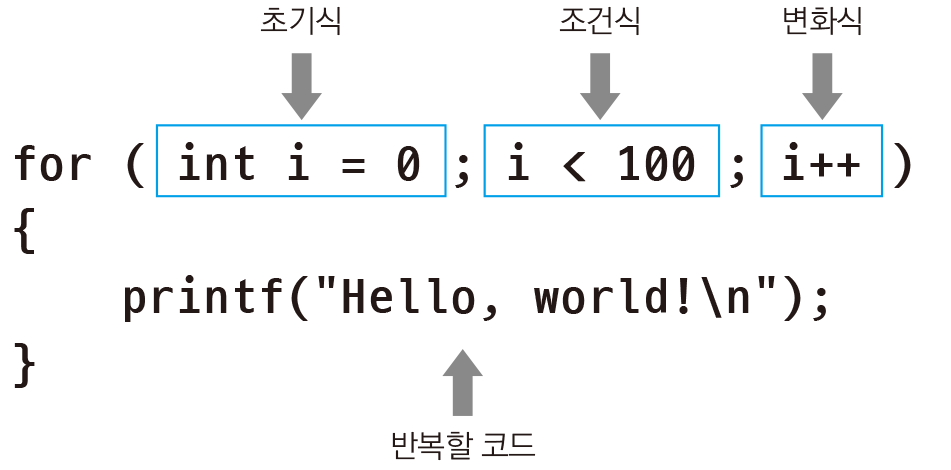 초기식 조건식 변화식
for ( int i = 0 ; i < 100 ; i++ )
{
printf("Hello, world!\n");
}
반복할 코드